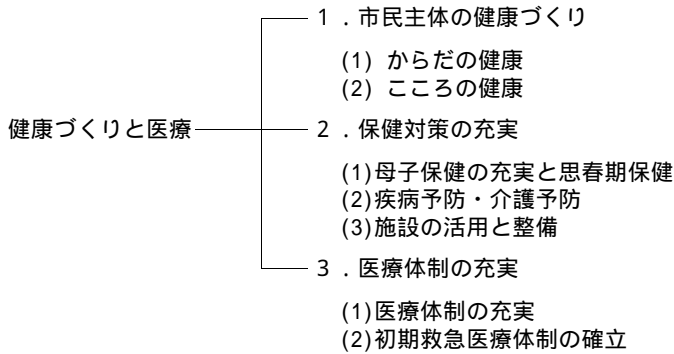 1．市民主体の健康づくり
(1) からだの健康
(2) こころの健康
健康づくりと医療
2．保健対策の充実
(1)母子保健の充実と思春期保健
(2)疾病予防・介護予防
(3)施設の活用と整備
3．医療体制の充実
(1)医療体制の充実
(2)初期救急医療体制の確立